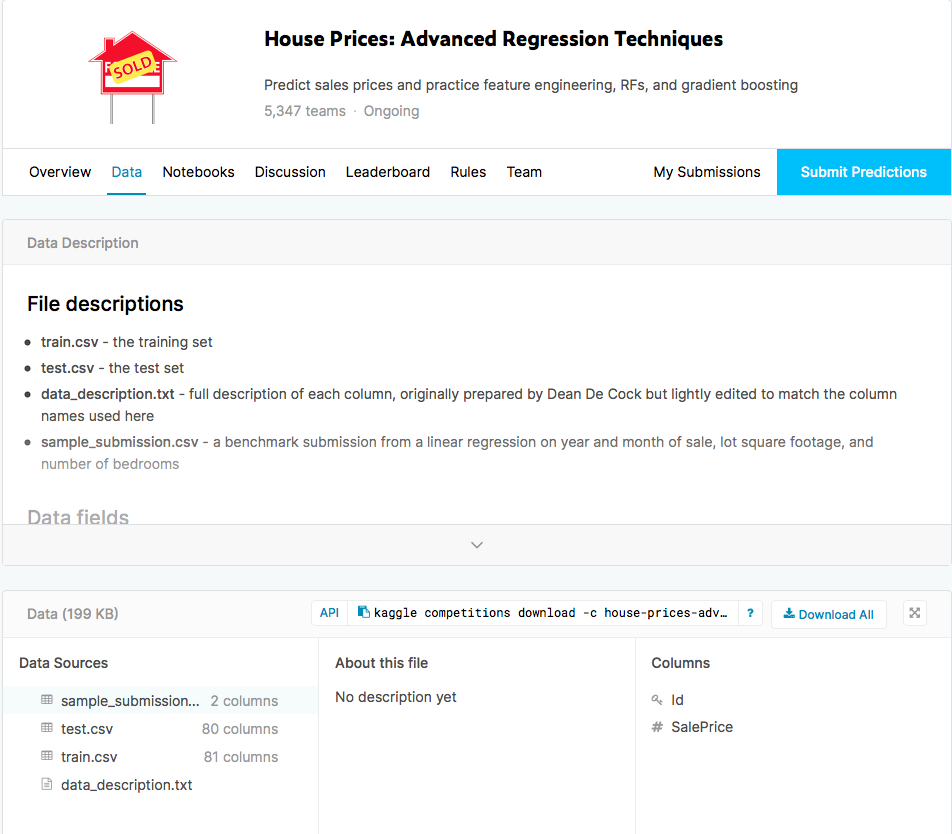 SOLD
House Prices: Advanced Regression Techniques
Predict sales prices and practice feature engineering, RFs, and gradient boosting
5,347 teams · Ongoing
Overview Data Notebooks Discussion Leaderboard Rules Team My Submissions Submit Predictions
Data Description
File descriptions
• train.csv - the training set
• test.csv - the test set
• data_description.txt - full description of each column, originally prepared by Dean De Cock but lightly edited to match the column
names used here
• sample_submission.csv - a benchmark submission from a linear regression on year and month of sale, lot square footage, and
number of bedrooms
Data fields
Data (199 KB) API kaggle competitions download -c house-prices-adv… ? Download All
Data Sources About this file Columns
sample_submission... 2 columns No description yet Id
test.csv 80 columns # SalePrice
train.csv 81 columns
data_description.txt